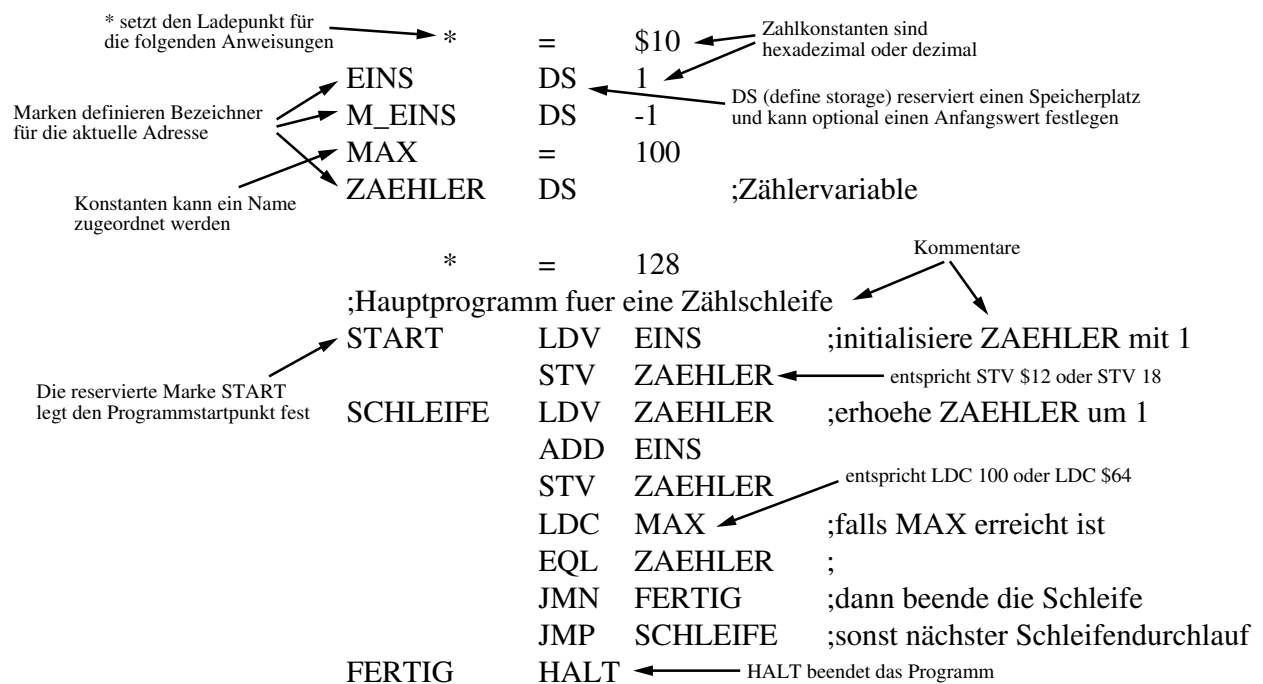 * setzt den Ladepunkt für
die folgenden Anweisungen
* = $10
Zahlkonstanten sind
hexadezimal oder dezimal
EINS DS 1
Marken definieren Bezeichner
für die aktuelle Adresse
M_EINS DS -1
DS (define storage) reserviert einen Speicherplatz
und kann optional einen Anfangswert festlegen
MAX = 100
Konstanten kann ein Name
zugeordnet werden
ZAEHLER DS ;Zählervariable
* = 128
Kommentare
;Hauptprogramm fuer eine Zählschleife
START LDV EINS ;initialisiere ZAEHLER mit 1
STV ZAEHLER entspricht STV $12 oder STV 18
Die reservierte Marke START
legt den Programmstartpunkt fest
SCHLEIFE LDV ZAEHLER ;erhoehe ZAEHLER um 1
ADD EINS
STV ZAEHLER
entspricht LDC 100 oder LDC $64
LDC MAX ;falls MAX erreicht ist
EQL ZAEHLER ;
JMN FERTIG ;dann beende die Schleife
JMP SCHLEIFE ;sonst nächster Schleifendurchlauf
FERTIG HALT HALT beendet das Programm